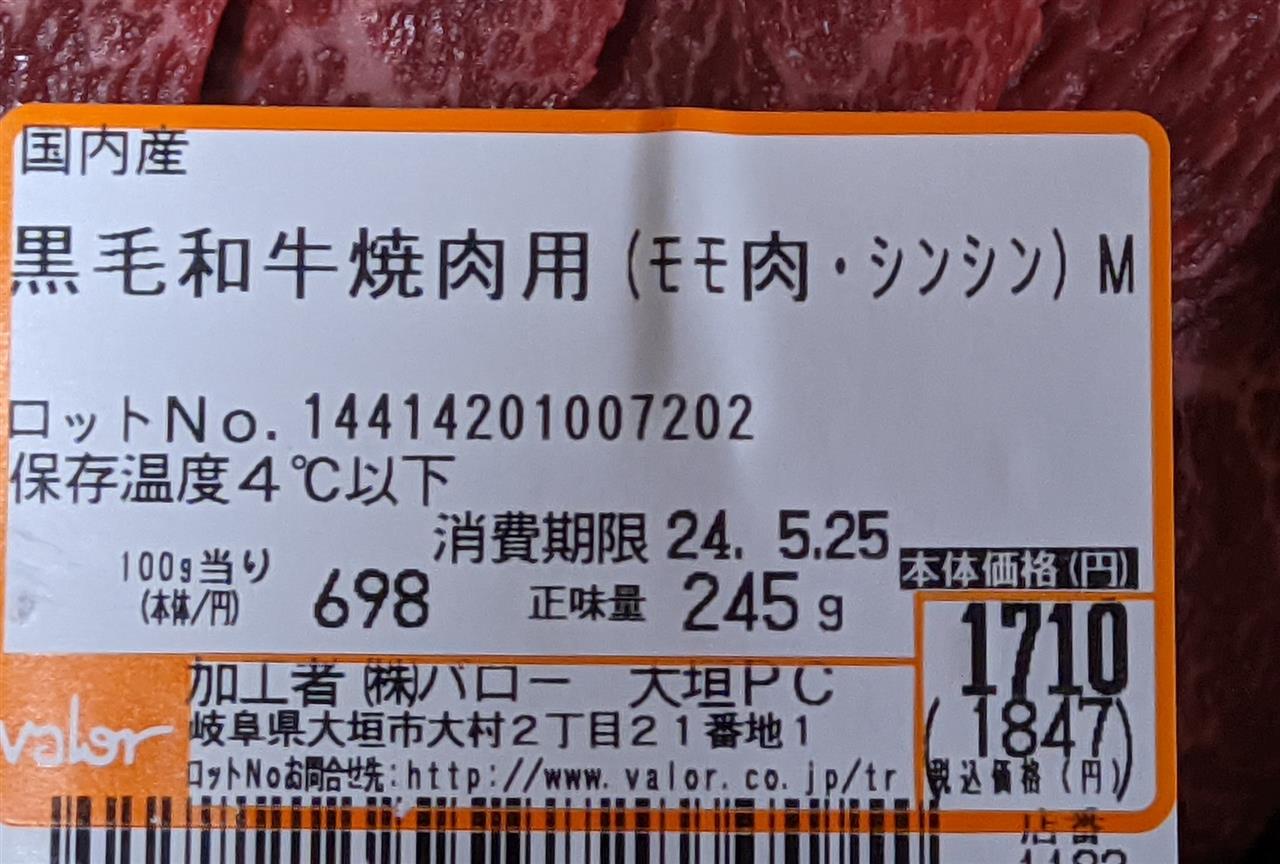 国内産
黒毛和牛焼肉用(モモ肉・シンシン)M
ロットNo.14414201007202
保存温度4℃以下
消費期限 24. 5.25
100g当り
(本体/円) 698 正味量 245g
本体価格(円)
1710
(1847)
税込価格(円)
加工者(株)バロー 大垣PC
岐阜県大垣市大村2丁目21番地1
ロットNoお問合せ先:http://www.valor.co.jp/tr
valor
店番